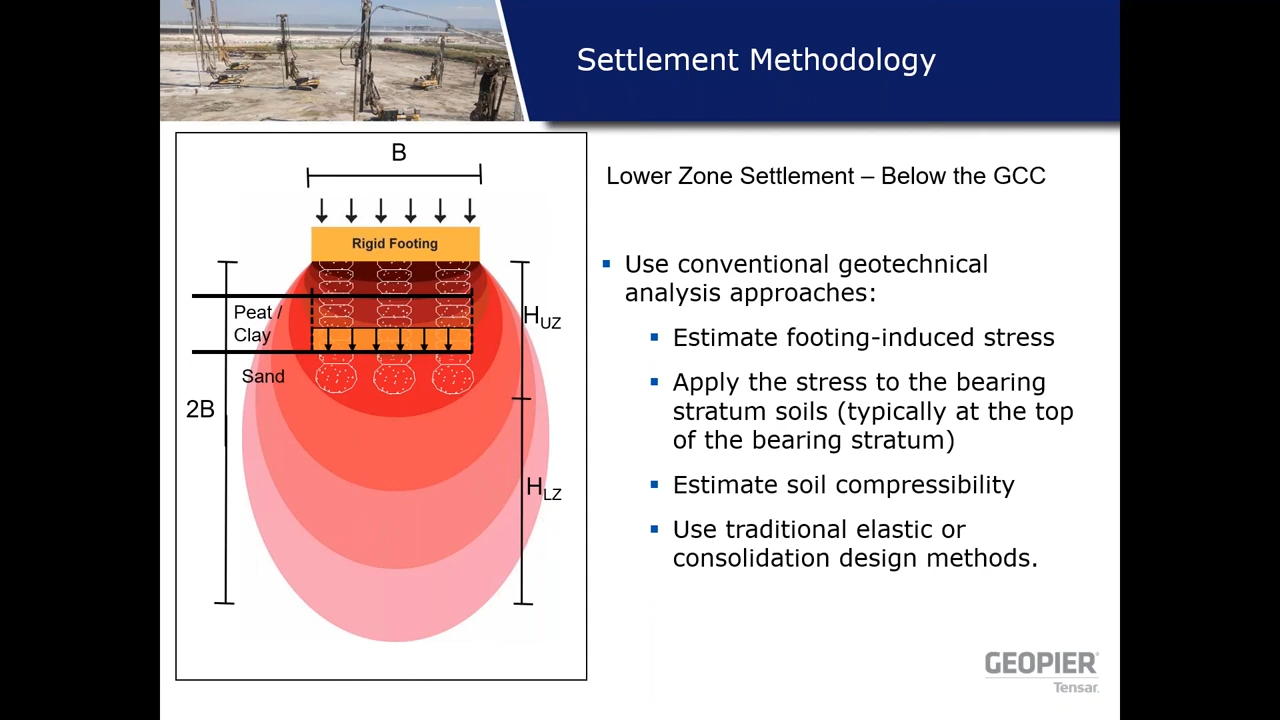 Settlement Methodology
B
Rigid Footing
Peat /
Clay
Sand
2B
HUZ
HLZ
Lower Zone Settlement – Below the GCC
▪ Use conventional geotechnical
analysis approaches:
▪ Estimate footing-induced stress
▪ Apply the stress to the bearing
stratum soils (typically at the top
of the bearing stratum)
▪ Estimate soil compressibility
▪ Use traditional elastic or
consolidation design methods.
GEOPIER®
Tensar.